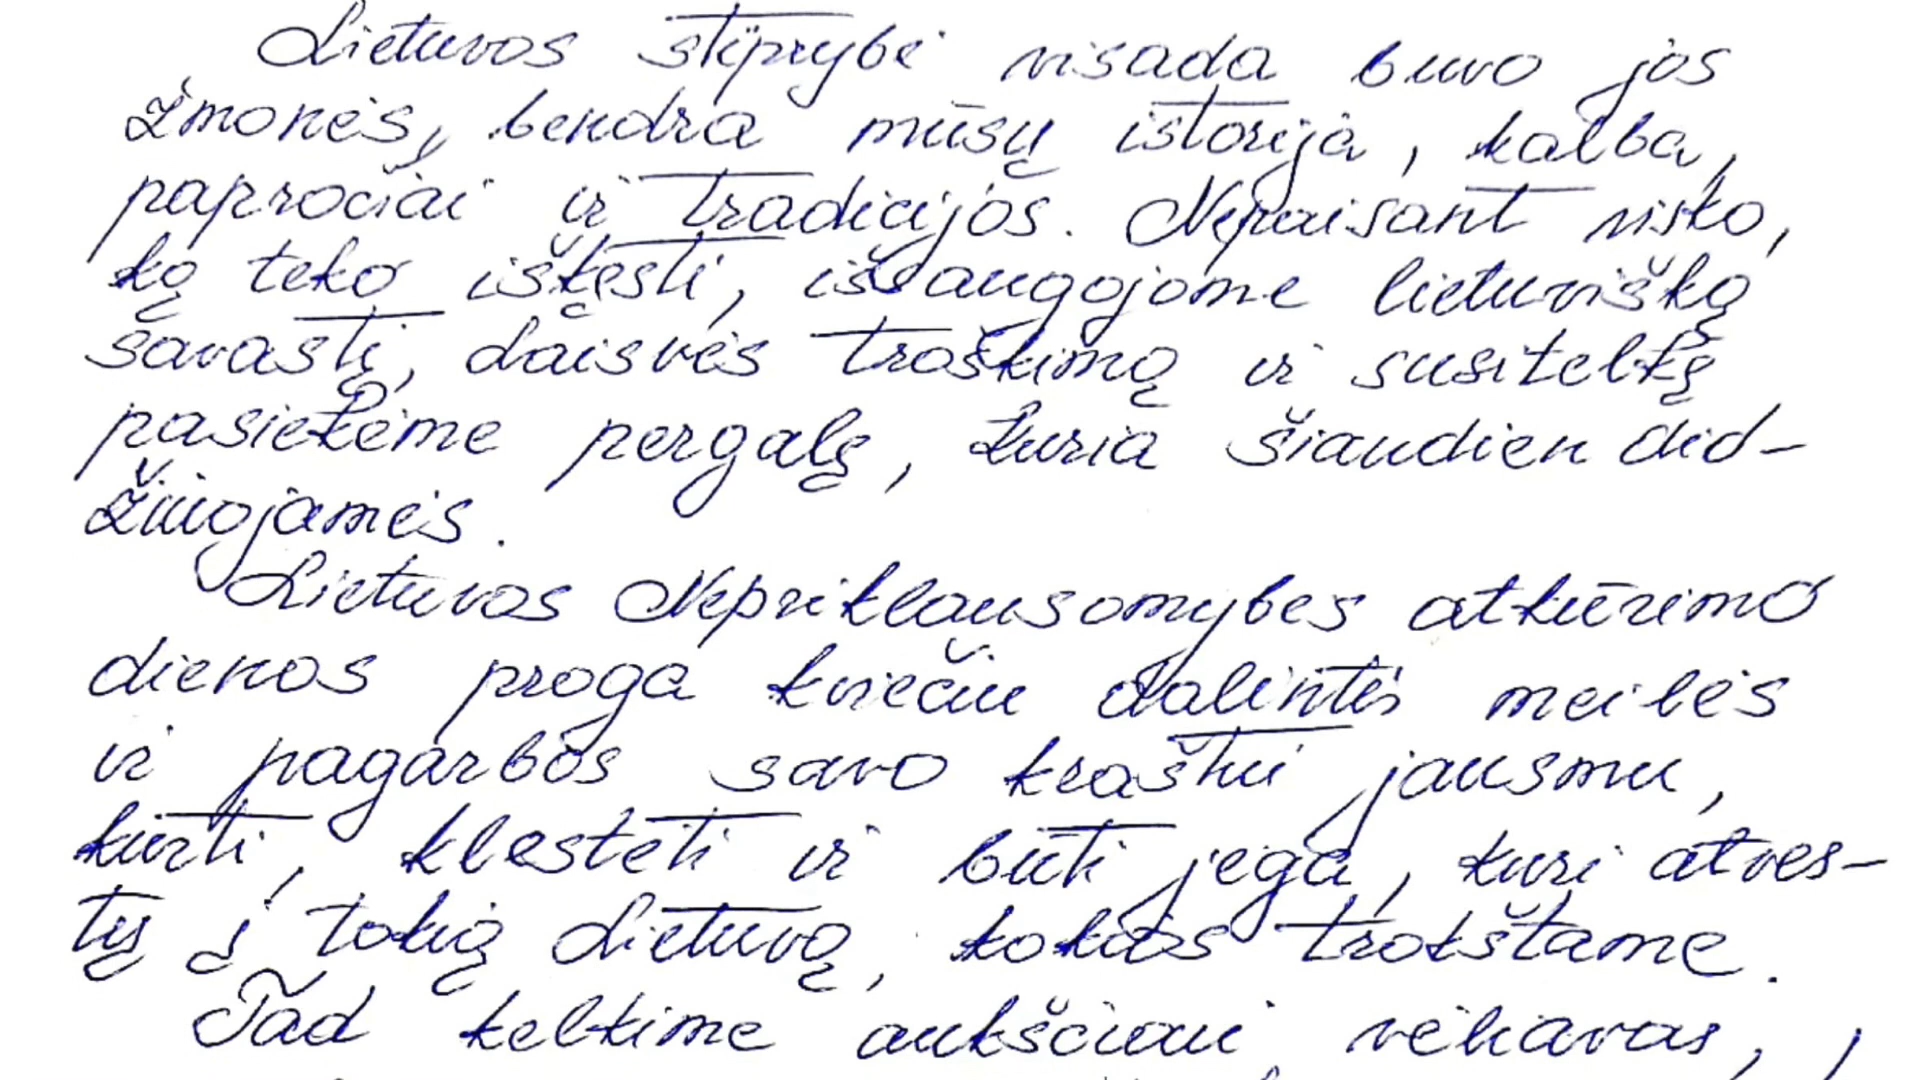 Lietuvos stiprybė visada buvo jos
žmonės, bendra mūsų istorija, kalba,
papročiai ir tradicijos. Nepaisant visko,
ką teko iškęsti, išsaugojome lietuvišką
savastį, laisvės troškimą ir susitelkę
pasiekėme pergalę, kuria šiandien did-
žiuojamės.
Lietuvos Nepriklausomybės atkūrimo
dienos proga kviečiu dalintis meilės
ir pagarbos savo kraštui jausmu,
kurti, klestėti ir būti jėga, kuri atves-
tų į tokią Lietuvą, kokios trokštame.
Tad kelkime aukščiau vėliavas,